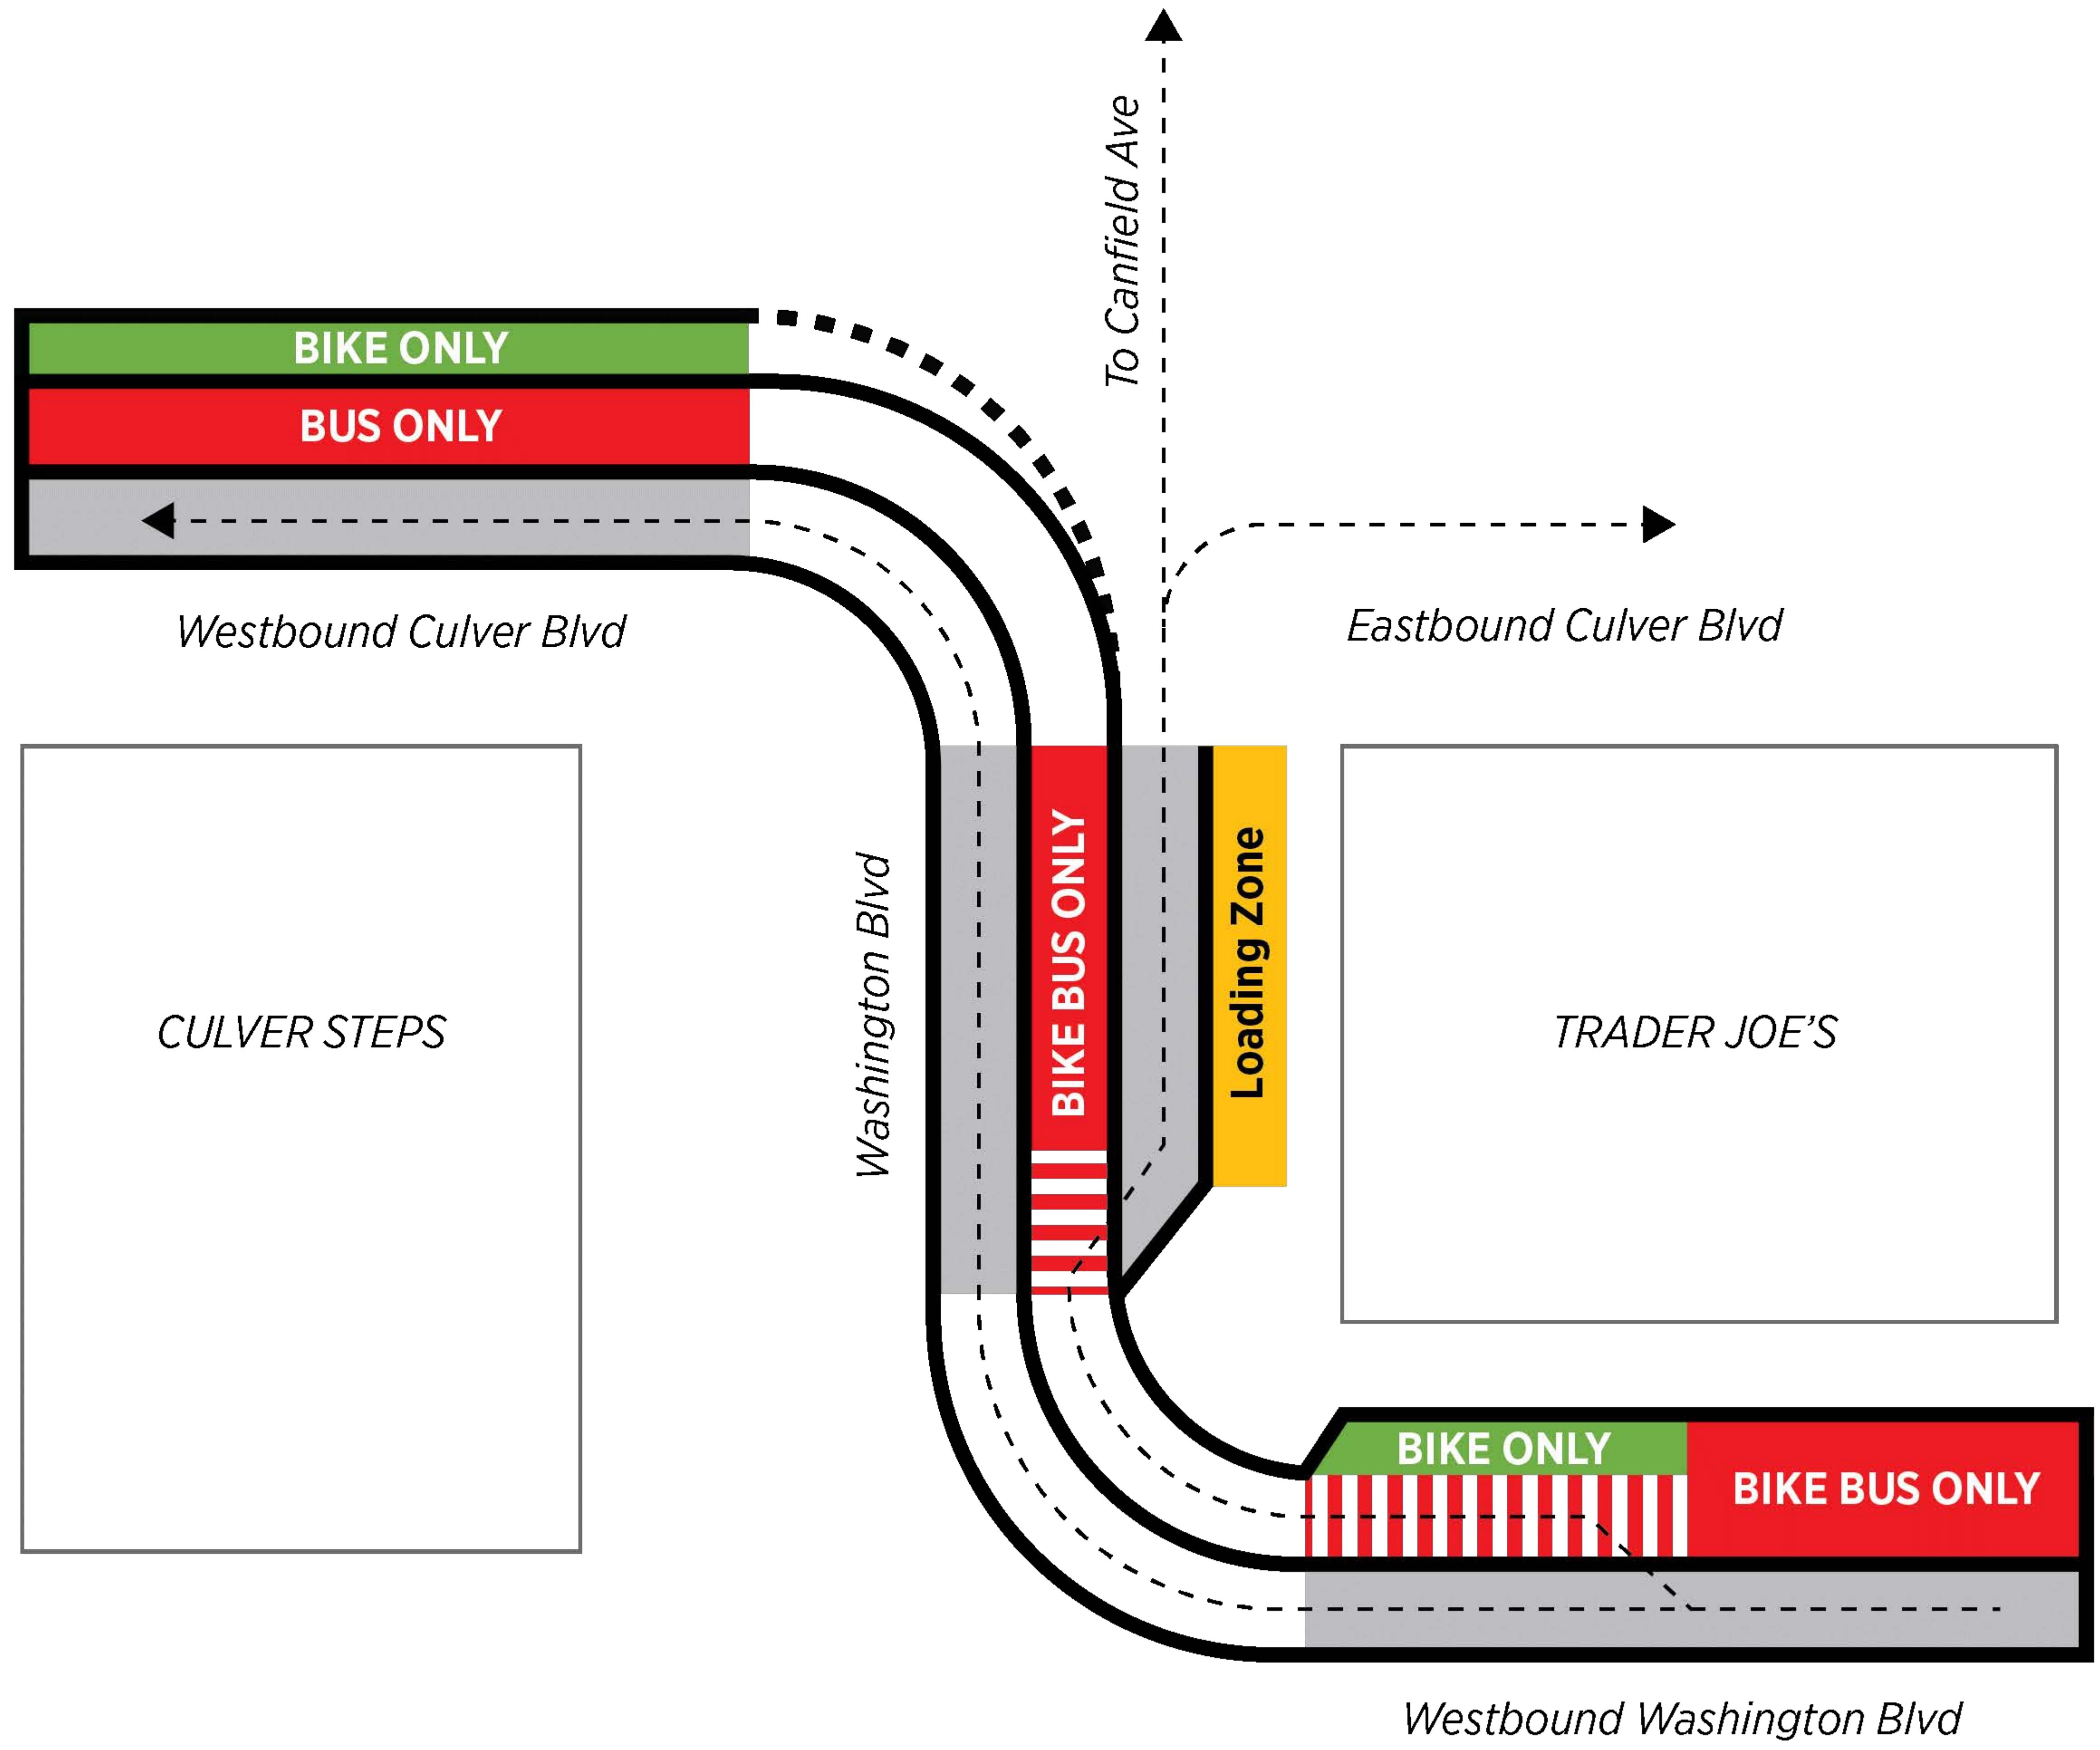 To Canfield Ave
BIKE ONLY
BUS ONLY
Westbound Culver Blvd
Eastbound Culver Blvd
CULVER STEPS
Washington Blvd
BIKE BUS ONLY
Loading Zone
TRADER JOE'S
BIKE ONLY
BIKE BUS ONLY
Westbound Washington Blvd